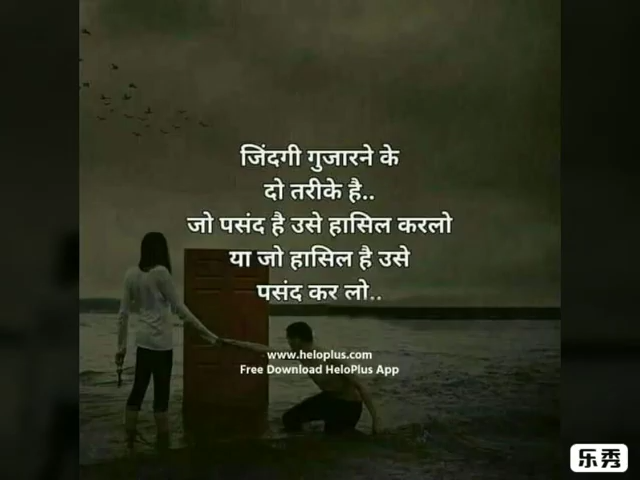 जिंदगी गुजारने के
दो तरीके है..
जो पसंद है उसे हासिल करलो
या जो हासिल है उसे
पसंद कर लो..
www.heloplus.com
Free Download HeloPlus App
乐秀